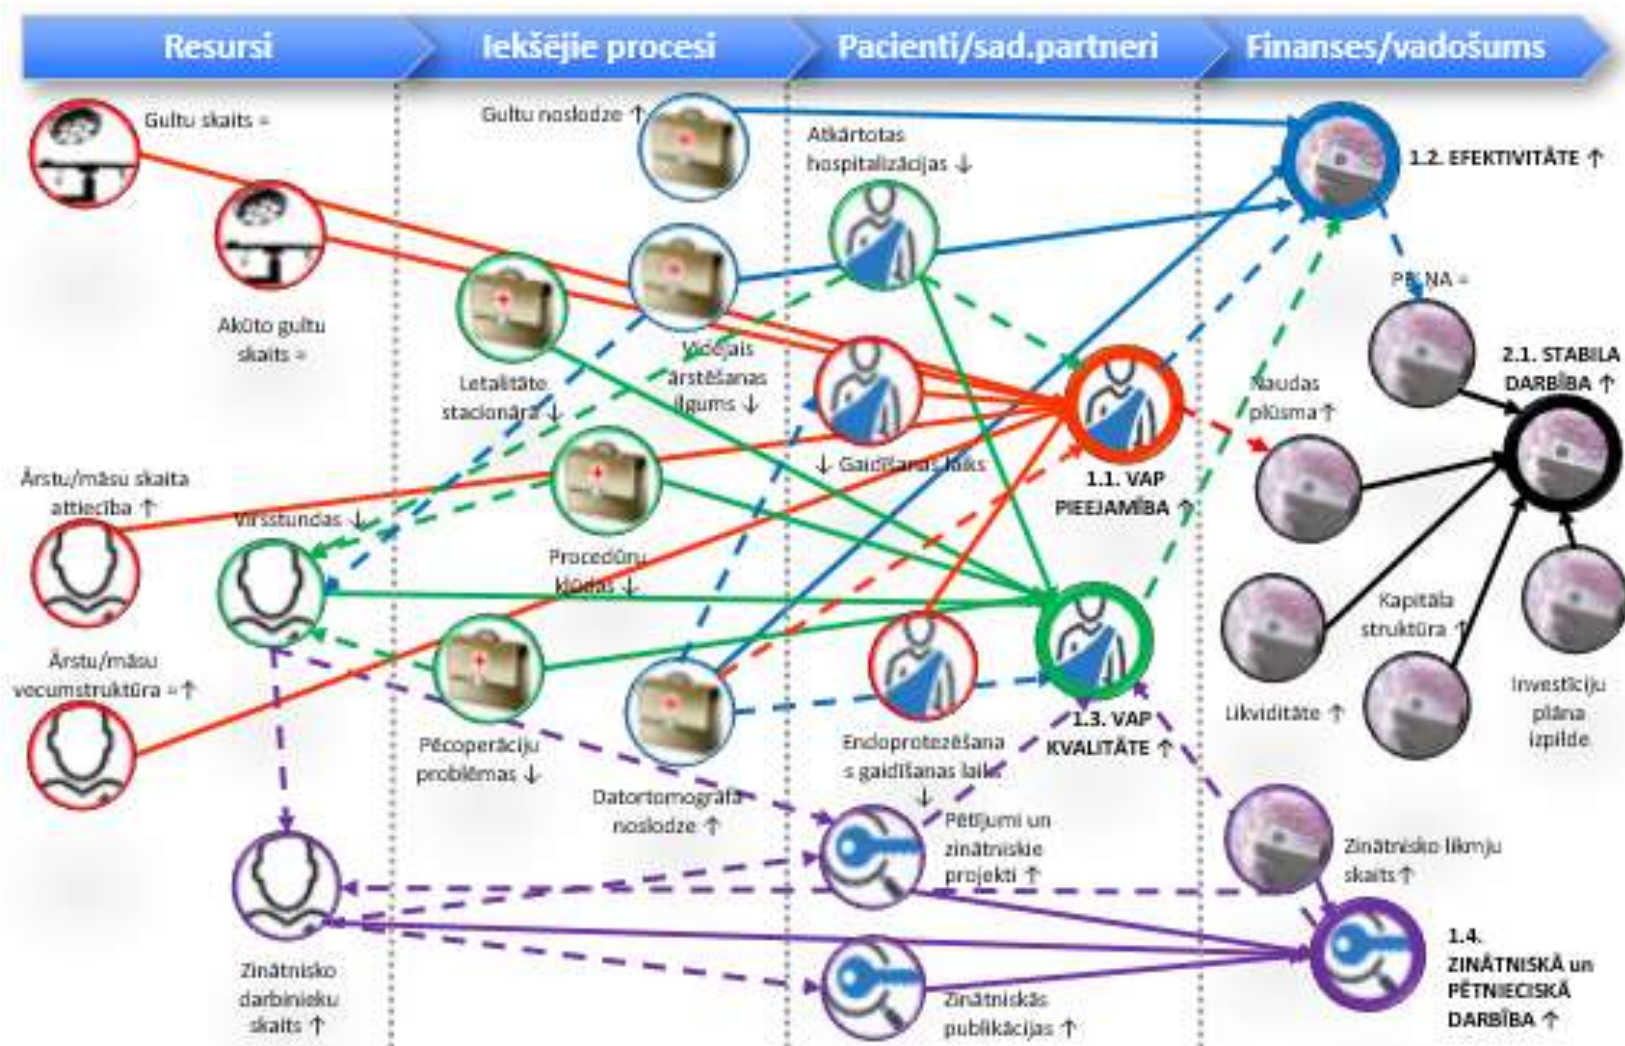 Resursi
Iekšējie procesi
Pacienti/sad.partneri
Finanses/vadošums
Gultu skaits =
Akūto gultu
skaits =
Ārstu/māsu skaita
attiecība ↑
Virsstundas ↓
Ārstu/māsu
vecumstruktūra =↑
Zinātnisko
darbinieku
skaits ↑
Gultu noslodze ↑
Letalitāte
stacionārā ↓
Vidējais
ārstēšanas
ilgums ↓
Procedūru
kļūdas ↓
Pēcoperāciju
problēmas ↓
Datortomogrāfa
noslodze ↑
Atkārtotas
hospitalizācijas ↓
↓ Gaidīšanas laiks
1.1. VAP
PIEEJAMĪBA ↑
1.3. VAP
KVALITĀTE ↑
Endoprotezēšana
s gaidīšanas laiks
↓
Pētījumi un
zinātniskie
projekti ↑
Zinātniskās
publikācijas ↑
1.2. EFEKTIVITĀTE ↑
NA =
2.1. STABILA
DARBĪBA ↑
Naudas
plūsma ↑
Kapitāla
struktūra ↑
Likviditāte ↑
Investīciju
plāna
izpilde
Zinātnisko likmju
skaits ↑
1.4.
ZINĀTNISKĀ un
PĒTNIECISKĀ
DARBĪBA ↑